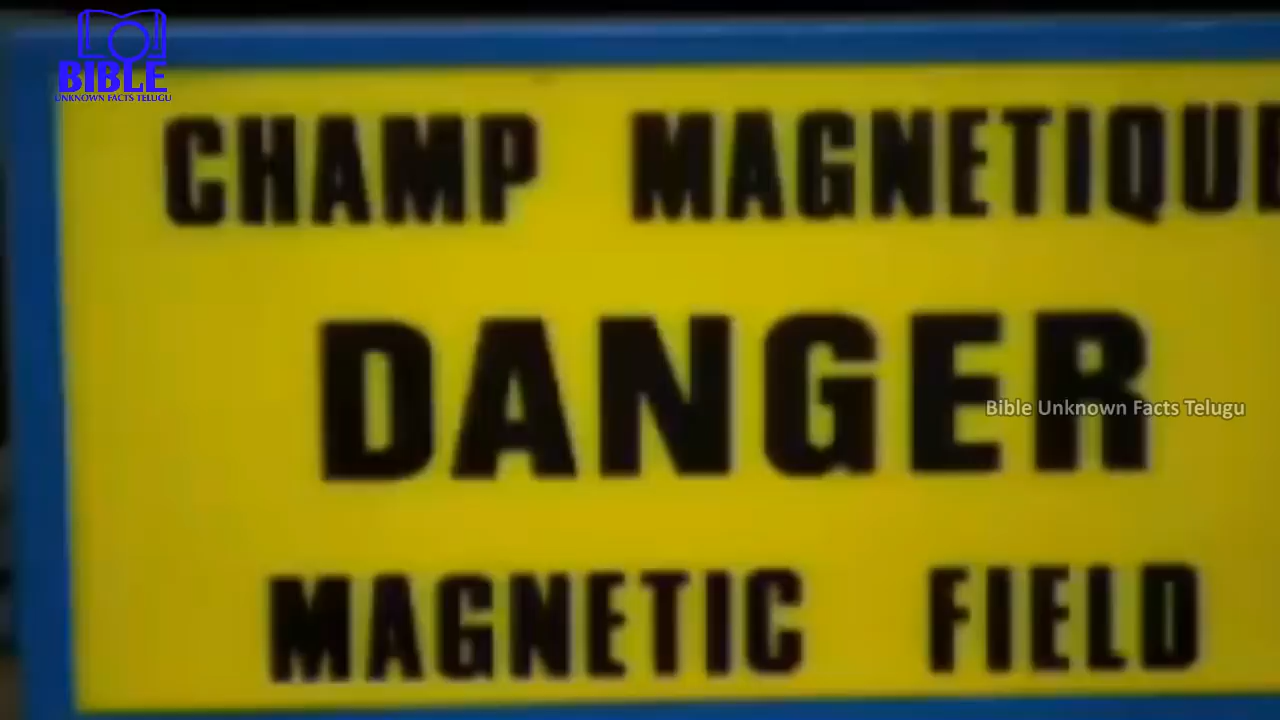 BIBLE
UNKNOWN FACTS TELUGU
CHAMP MAGNETIQUE
DANGER
Bible Unknown Facts Telugu
MAGNETIC FIELD